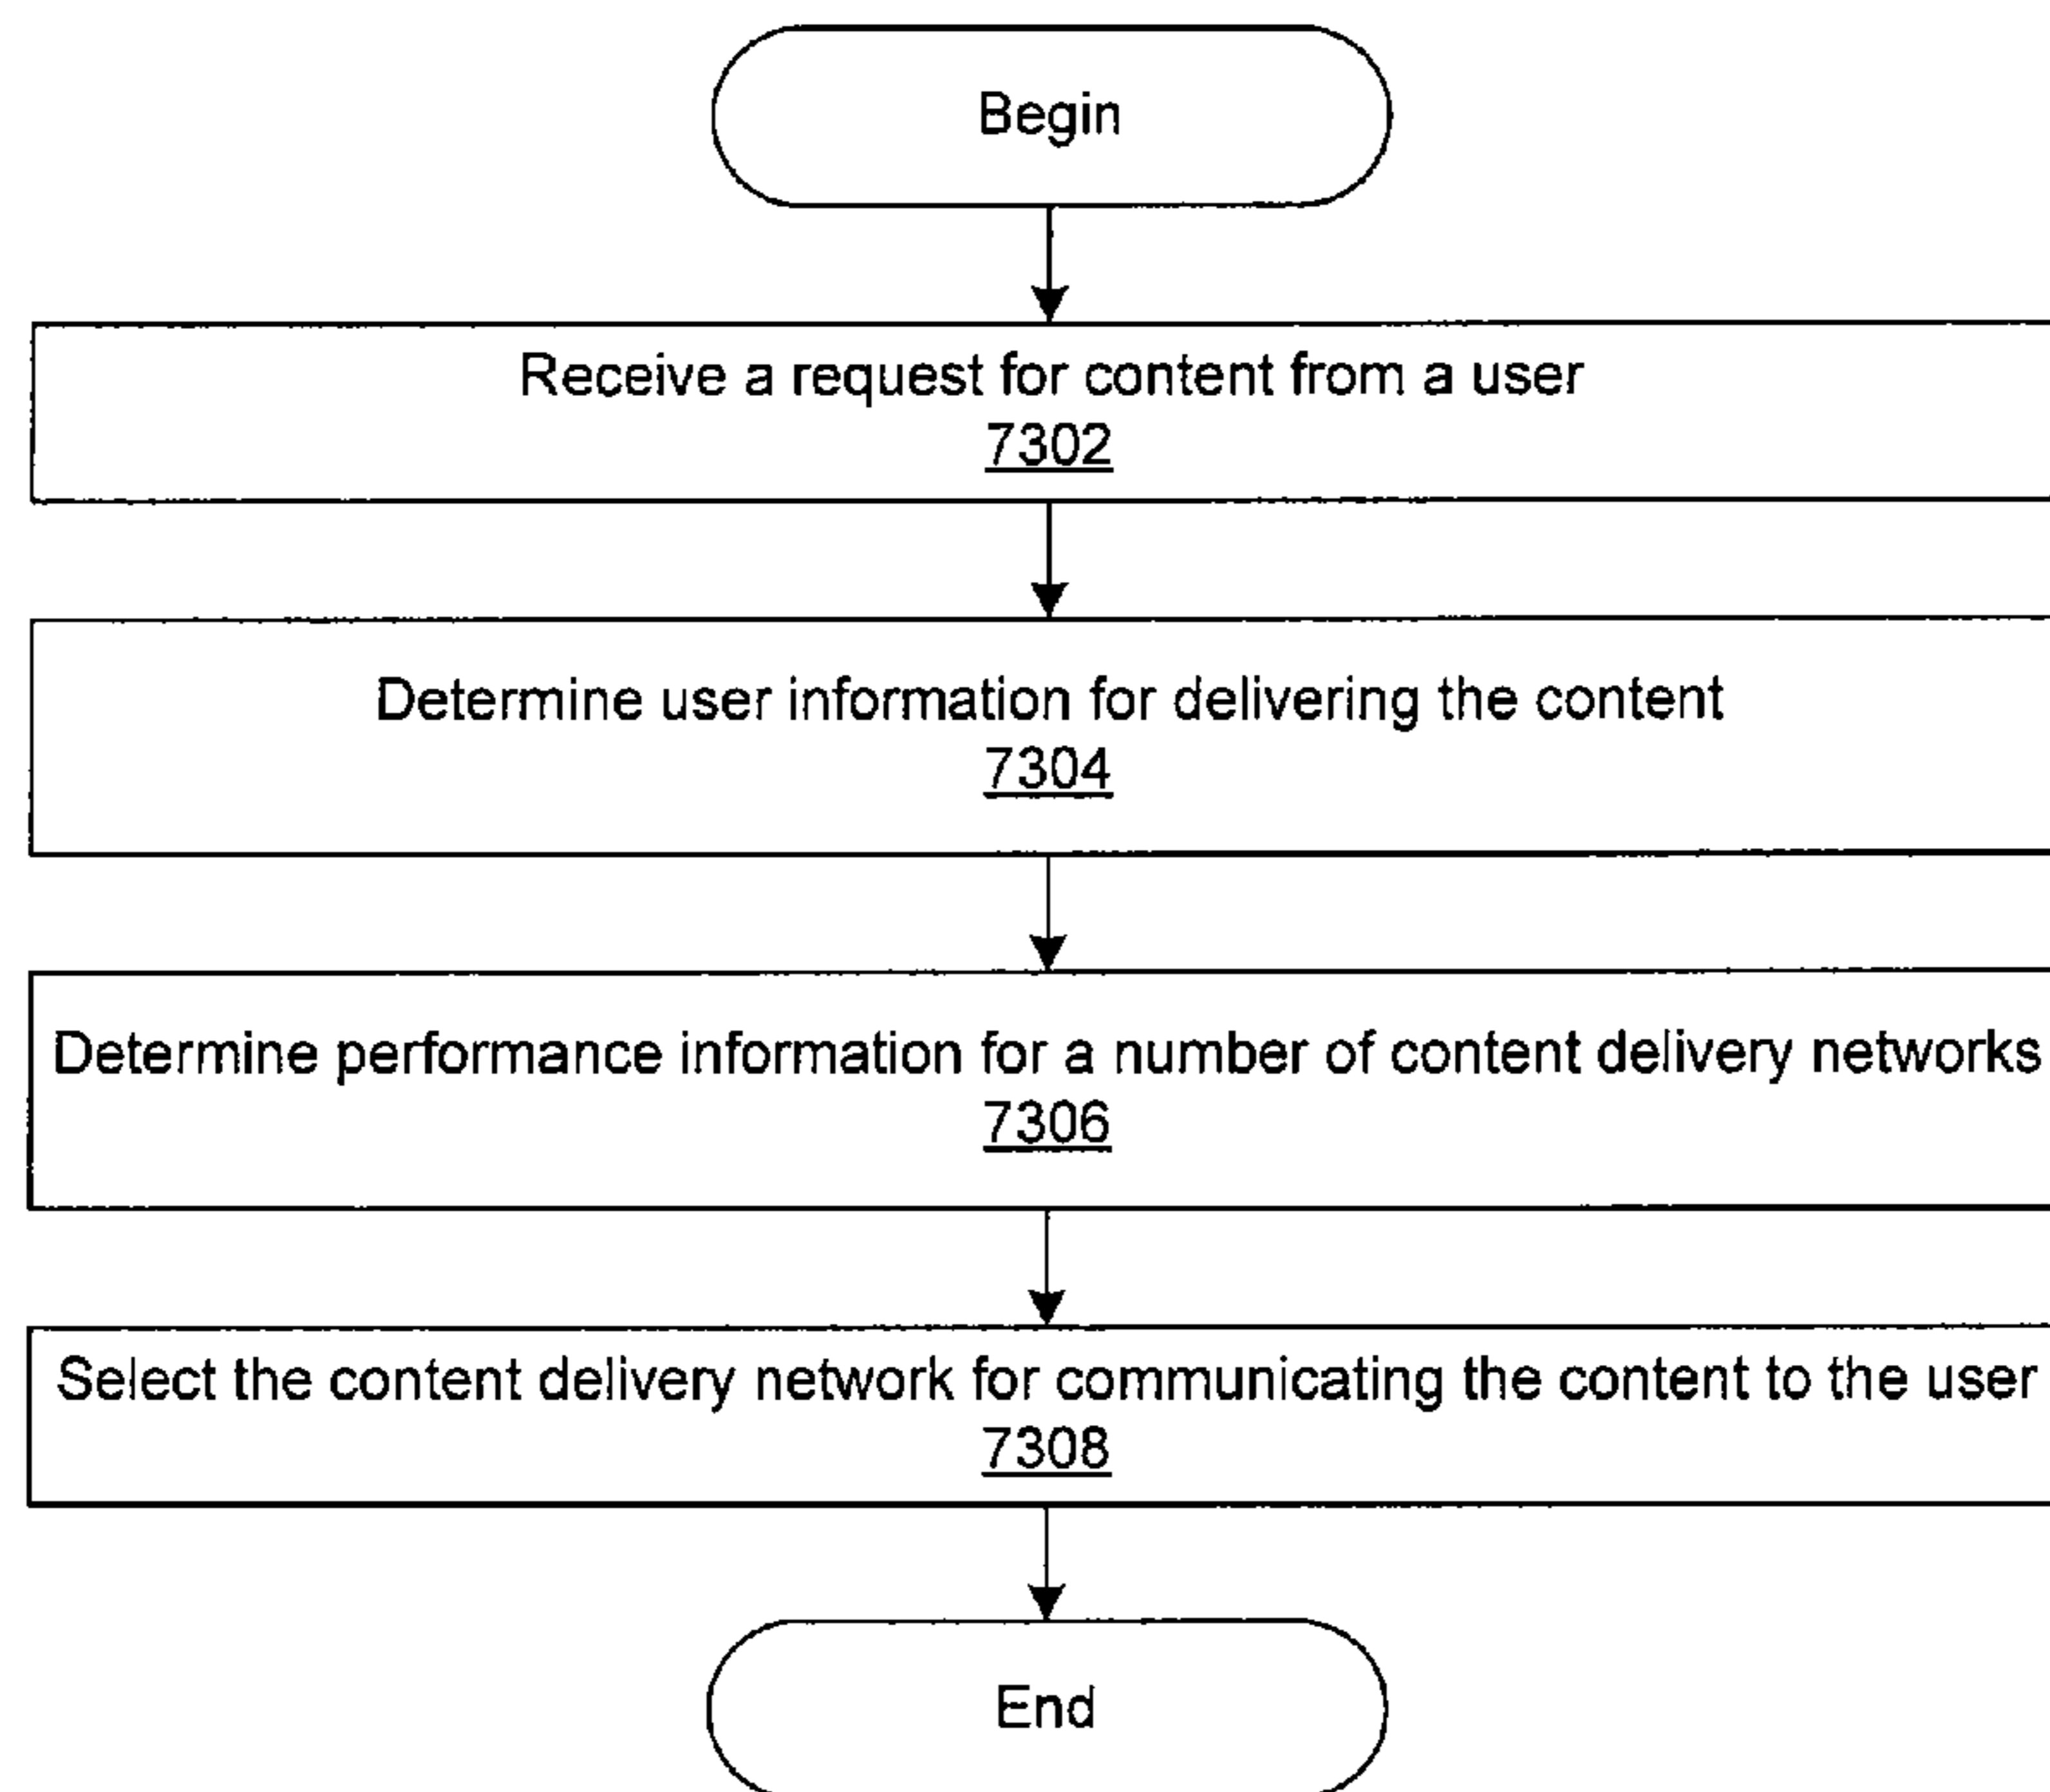 Begin
Receive a request for content from a user
7302
Determine user information for delivering the content
7304
Determine performance information for a number of content delivery networks
7306
Select the content delivery network for communicating the content to the user
7308
End